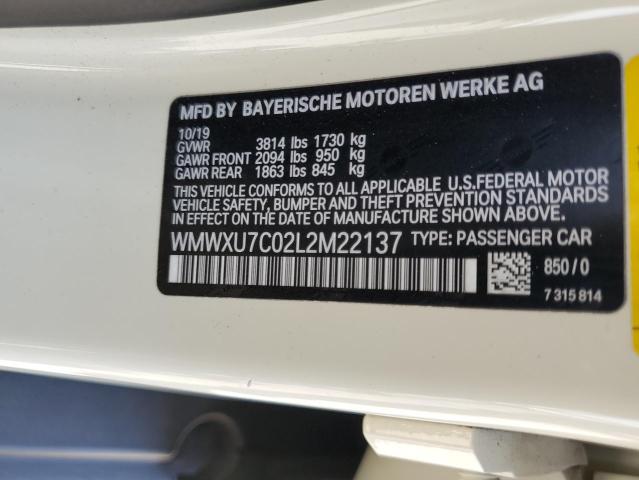 MFD BY BAYERISCHE MOTOREN WERKE AG
10/19
GVWR 3814 lbs 1730 kg
GAWR FRONT 2094 lbs 950 kg
GAWR REAR 1863 lbs 845 kg
THIS VEHICLE CONFORMS TO ALL APPLICABLE U.S.FEDERAL MOTOR
VEHICLE SAFETY, BUMPER AND THEFT PREVENTION STANDARDS
IN EFFECT ON THE DATE OF MANUFACTURE SHOWN ABOVE.
WMWXU7C02L2M22137 TYPE: PASSENGER CAR
850/0
7 315 814